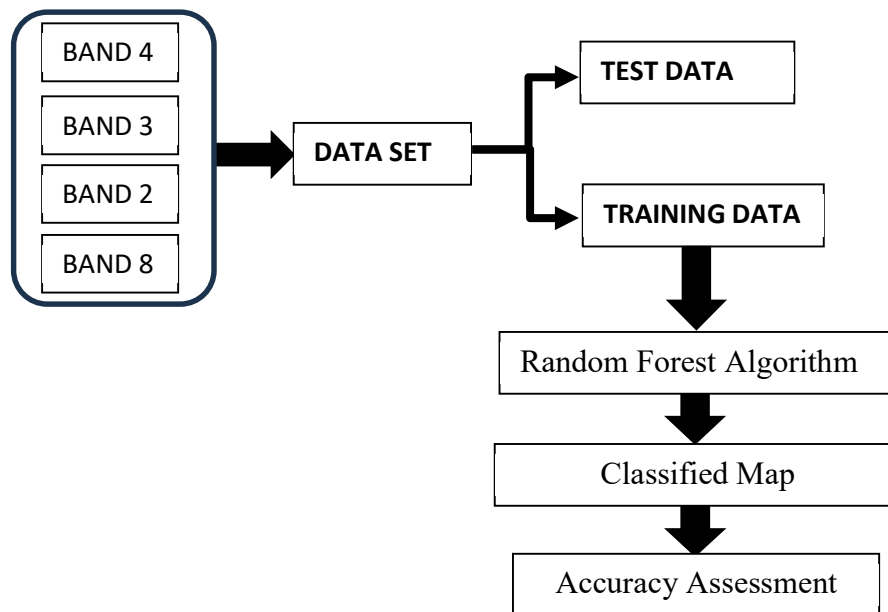 BAND 4
BAND 3
BAND 2
BAND 8
DATA SET
TEST DATA
TRAINING DATA
Random Forest Algorithm
Classified Map
Accuracy Assessment